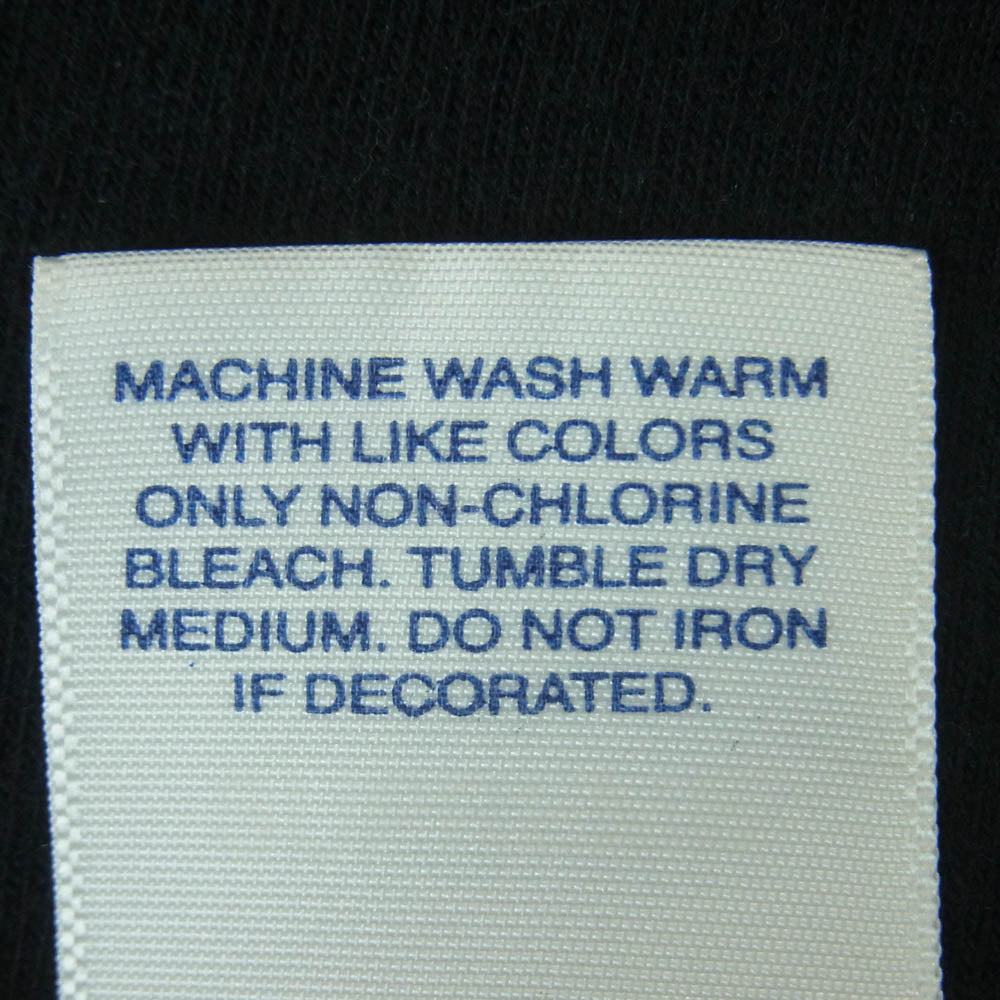 MACHINE WASH WARM
WITH LIKE COLORS
ONLY NON-CHLORINE
BLEACH. TUMBLE DRY
MEDIUM. DO NOT IRON
IF DECORATED.